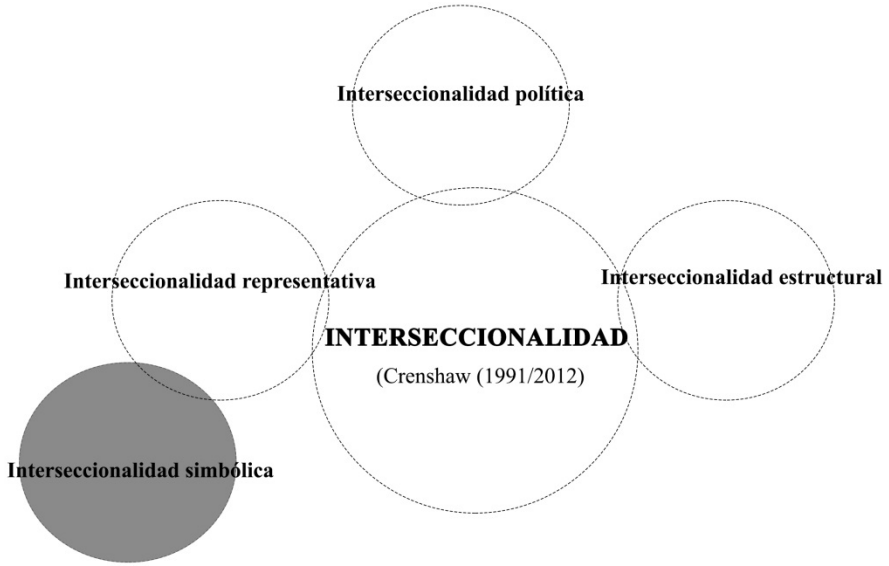 Interseccionalidad política
Interseccionalidad representativa
Interseccionalidad estructural
INTERSECCIONALIDAD
(Crenshaw (1991/2012)
Interseccionalidad simbólica